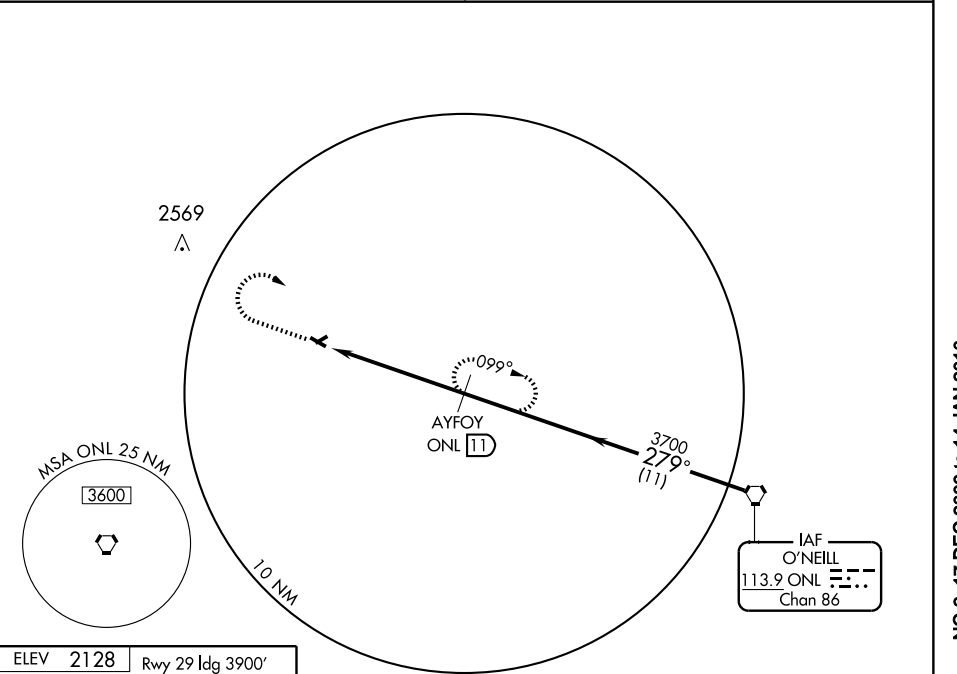 2569
099°
AYFOY
ONL 11
3700
279°
(11)
MSA ONL 25 NM
3600
10 NM
IAF
O'NEILL
113.9 ONL
Chan 86
ELEV 2128
Rwy 29 ldg 3900'